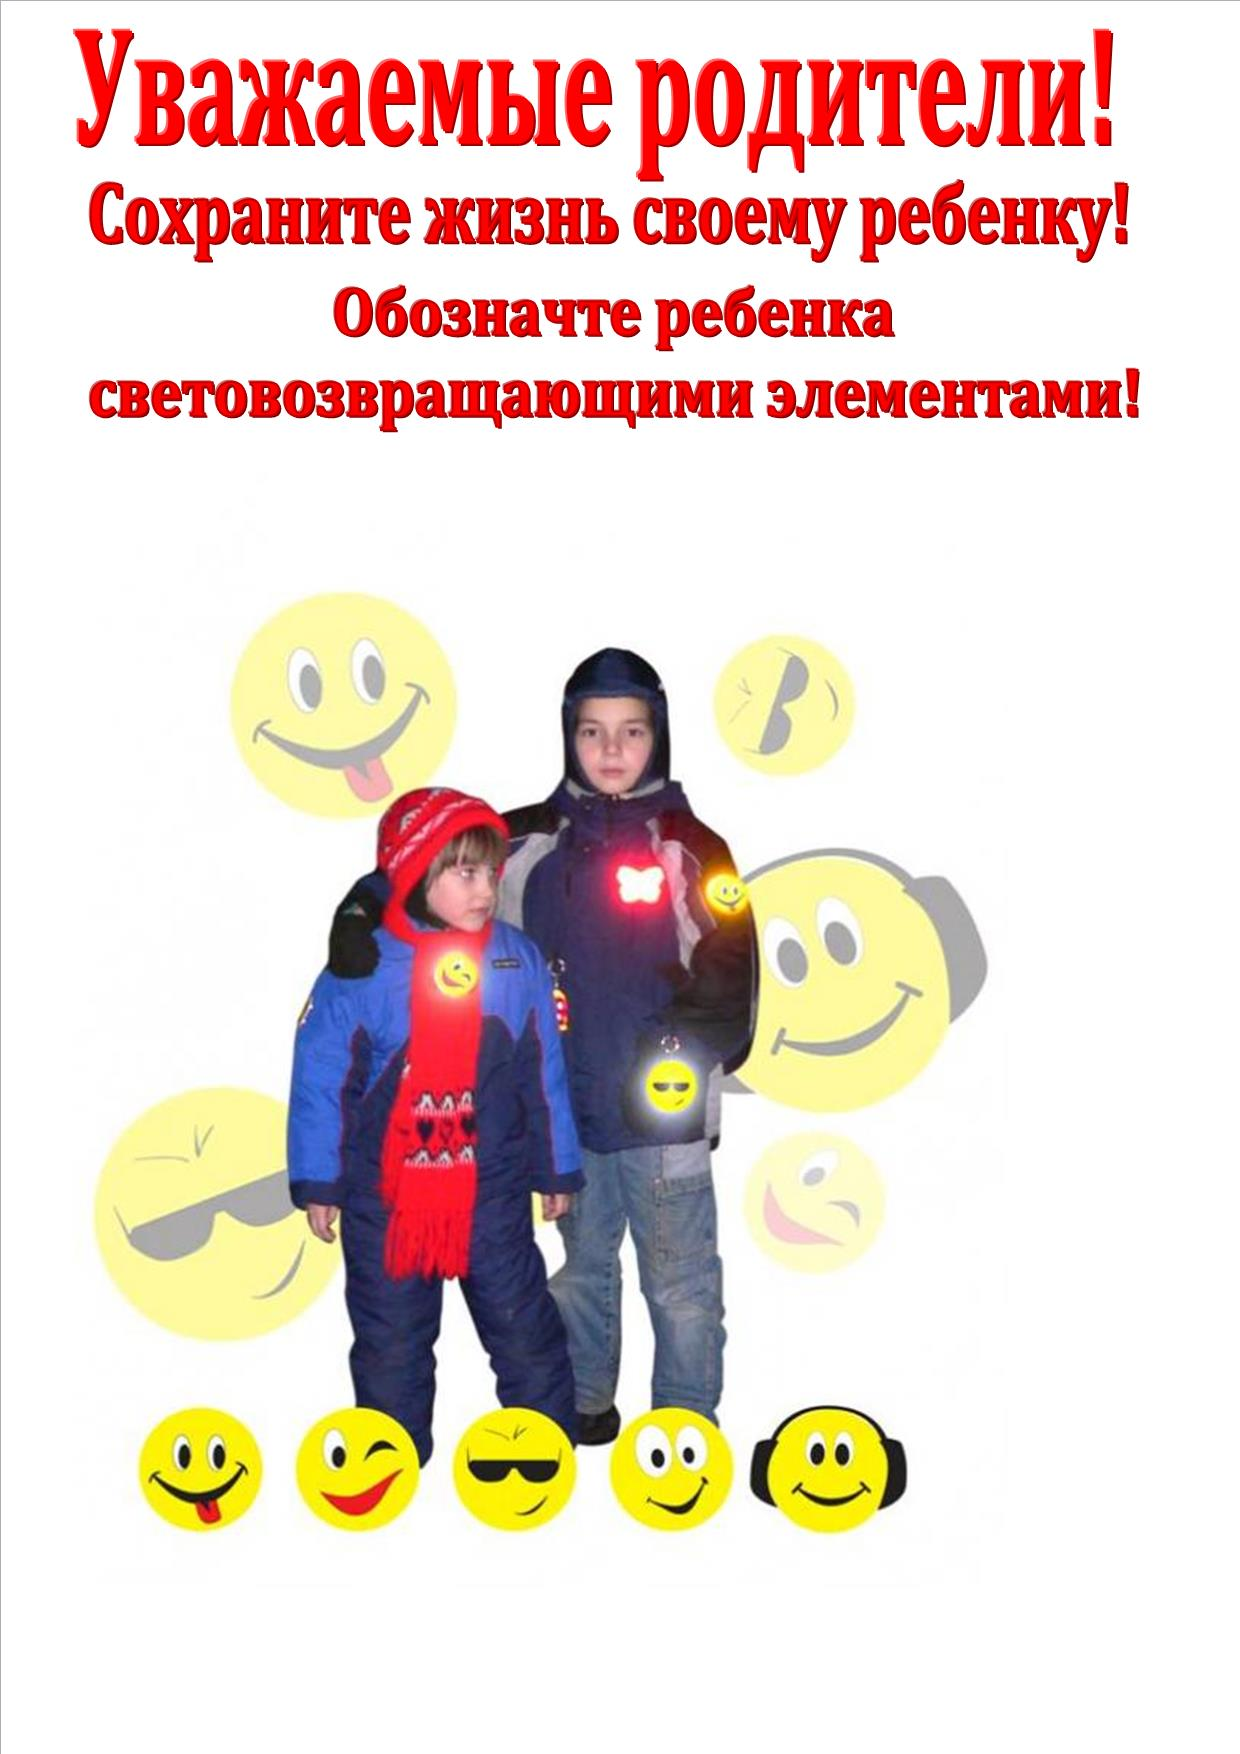 Уважаемые родители!
Сохраните жизнь своему ребенку!
Обозначте ребенка
световозвращающими элементами!